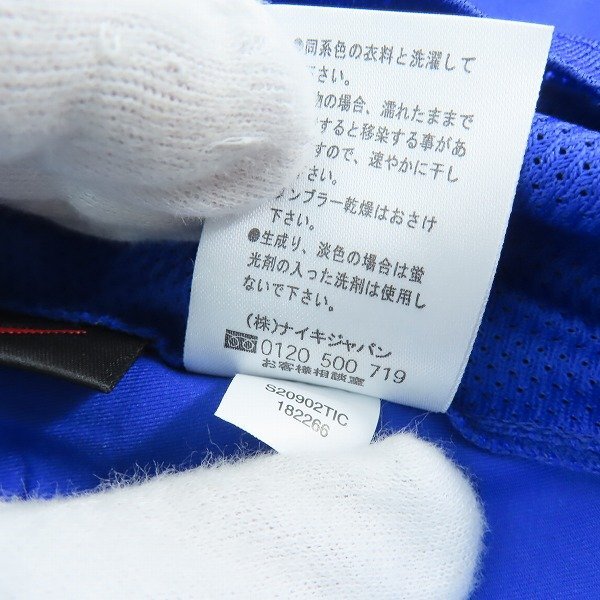 ●同系色の衣料と洗濯して
さい。
物の場合、濡れたままで
すると移染する事があ
すので、速やかに干し
さい。
ンブラー乾燥はおさけ
下さい。
●生成り、淡色の場合は蛍
光剤の入った洗剤は使用し
ないで下さい。
(株)ナイキジャパン
0120 500 719
お客様相談室
S20902TIC
182266